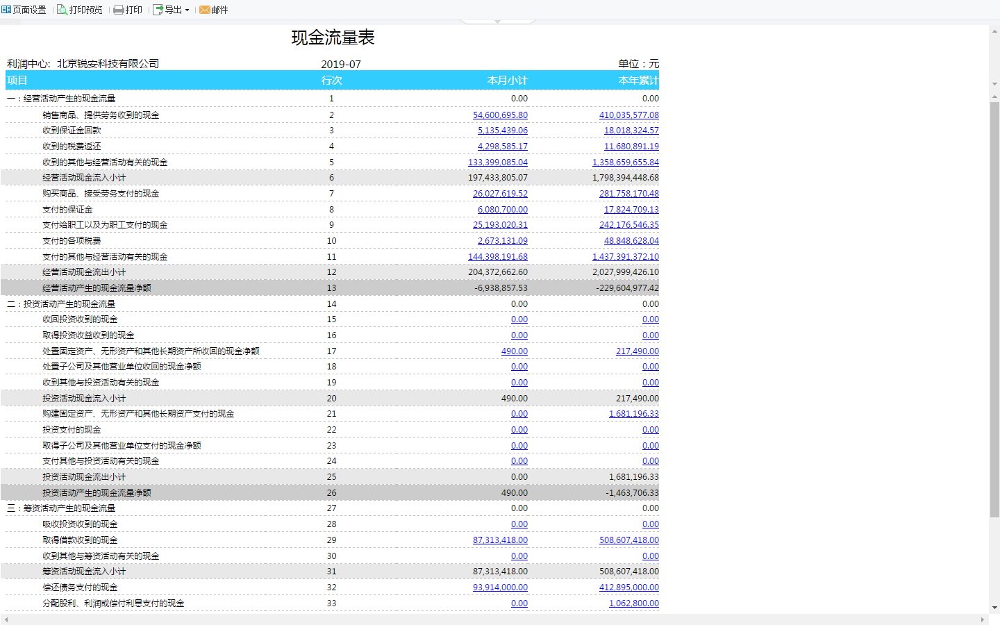 页面设置 打印预览 打印 导出 邮件
现金流量表
利润中心: 北京锐安科技有限公司 2019-07 单位：元
项目 行次 本月小计 本年累计
一：经营活动产生的现金流量 1 0.00 0.00
销售商品、提供劳务收到的现金 2 54,600,695.80 410,035,577.08
收到保证金回款 3 5,135,439.06 18,018,324.57
收到的税费返还 4 4,298,585.17 11,680,891.19
收到的其他与经营活动有关的现金 5 133,399,085.04 1,358,659,655.84
经营活动现金流入小计 6 197,433,805.07 1,798,394,448.68
购买商品、接受劳务支付的现金 7 26,027,619.52 281,758,170.48
支付的保证金 8 6,080,700.00 17,824,709.13
支付给职工以及为职工支付的现金 9 25,193,020.31 242,176,546.35
支付的各项税费 10 2,673,131.09 48,848,628.04
支付的其他与经营活动有关的现金 11 144,398,191.68 1,437,391,372.10
经营活动现金流出小计 12 204,372,662.60 2,027,999,426.10
经营活动产生的现金流量净额 13 -6,938,857.53 -229,604,977.42
二：投资活动产生的现金流量 14 0.00 0.00
收回投资收到的现金 15 0.00 0.00
取得投资收益收到的现金 16 0.00 0.00
处置固定资产、无形资产和其他长期资产所收回的现金净额 17 490.00 217,490.00
处置子公司及其他营业单位收回的现金净额 18 0.00 0.00
收到其他与投资活动有关的现金 19 0.00 0.00
投资活动现金流入小计 20 490.00 217,490.00
购建固定资产、无形资产和其他长期资产支付的现金 21 0.00 1,681,196.33
投资支付的现金 22 0.00 0.00
取得子公司及其他营业单位支付的现金净额 23 0.00 0.00
支付其他与投资活动有关的现金 24 0.00 0.00
投资活动现金流出小计 25 0.00 1,681,196.33
投资活动产生的现金流量净额 26 490.00 -1,463,706.33
三：筹资活动产生的现金流量 27 0.00 0.00
吸收投资收到的现金 28 0.00 0.00
取得借款收到的现金 29 87,313,418.00 508,607,418.00
收到其他与筹资活动有关的现金 30 0.00 0.00
筹资活动现金流入小计 31 87,313,418.00 508,607,418.00
偿还债务支付的现金 32 93,914,000.00 412,895,000.00
分配股利、利润或偿付利息支付的现金 33 0.00 1,062,800.00